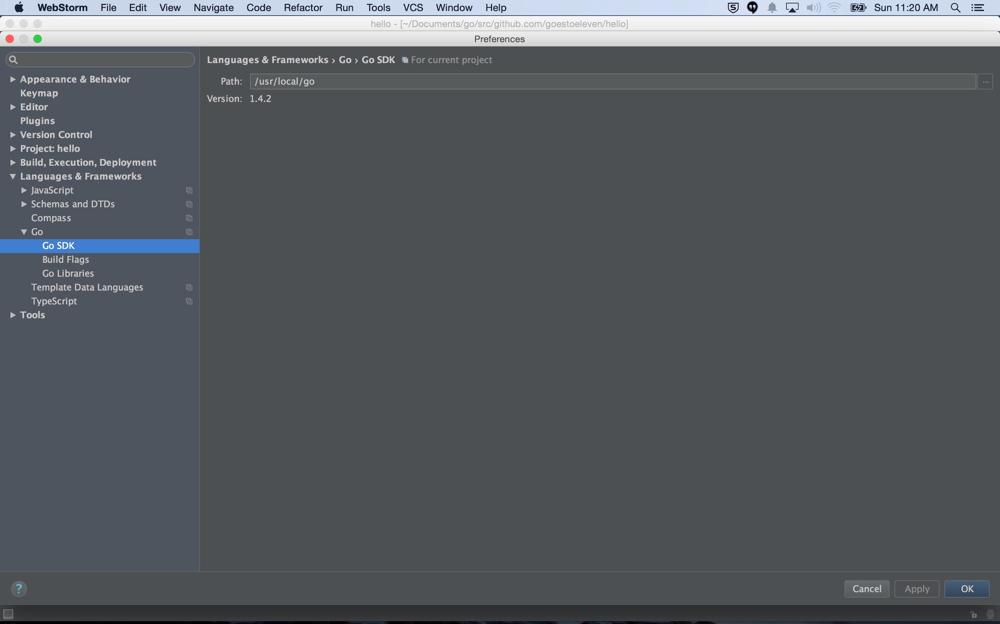 WebStorm File Edit View Navigate Code Refactor Run Tools VCS Window Help Sun 11:20 AM
hello - [~/Documents/go/src/github.com/goestoeleven/hello]
Preferences
Languages & Frameworks › Go › Go SDK For current project
Path: /usr/local/go ...
Version: 1.4.2
Appearance & Behavior
Keymap
Editor
Plugins
Version Control
Project: hello
Build, Execution, Deployment
Languages & Frameworks
JavaScript
Schemas and DTDs
Compass
Go
Go SDK
Build Flags
Go Libraries
Template Data Languages
TypeScript
Tools
? Cancel Apply OK